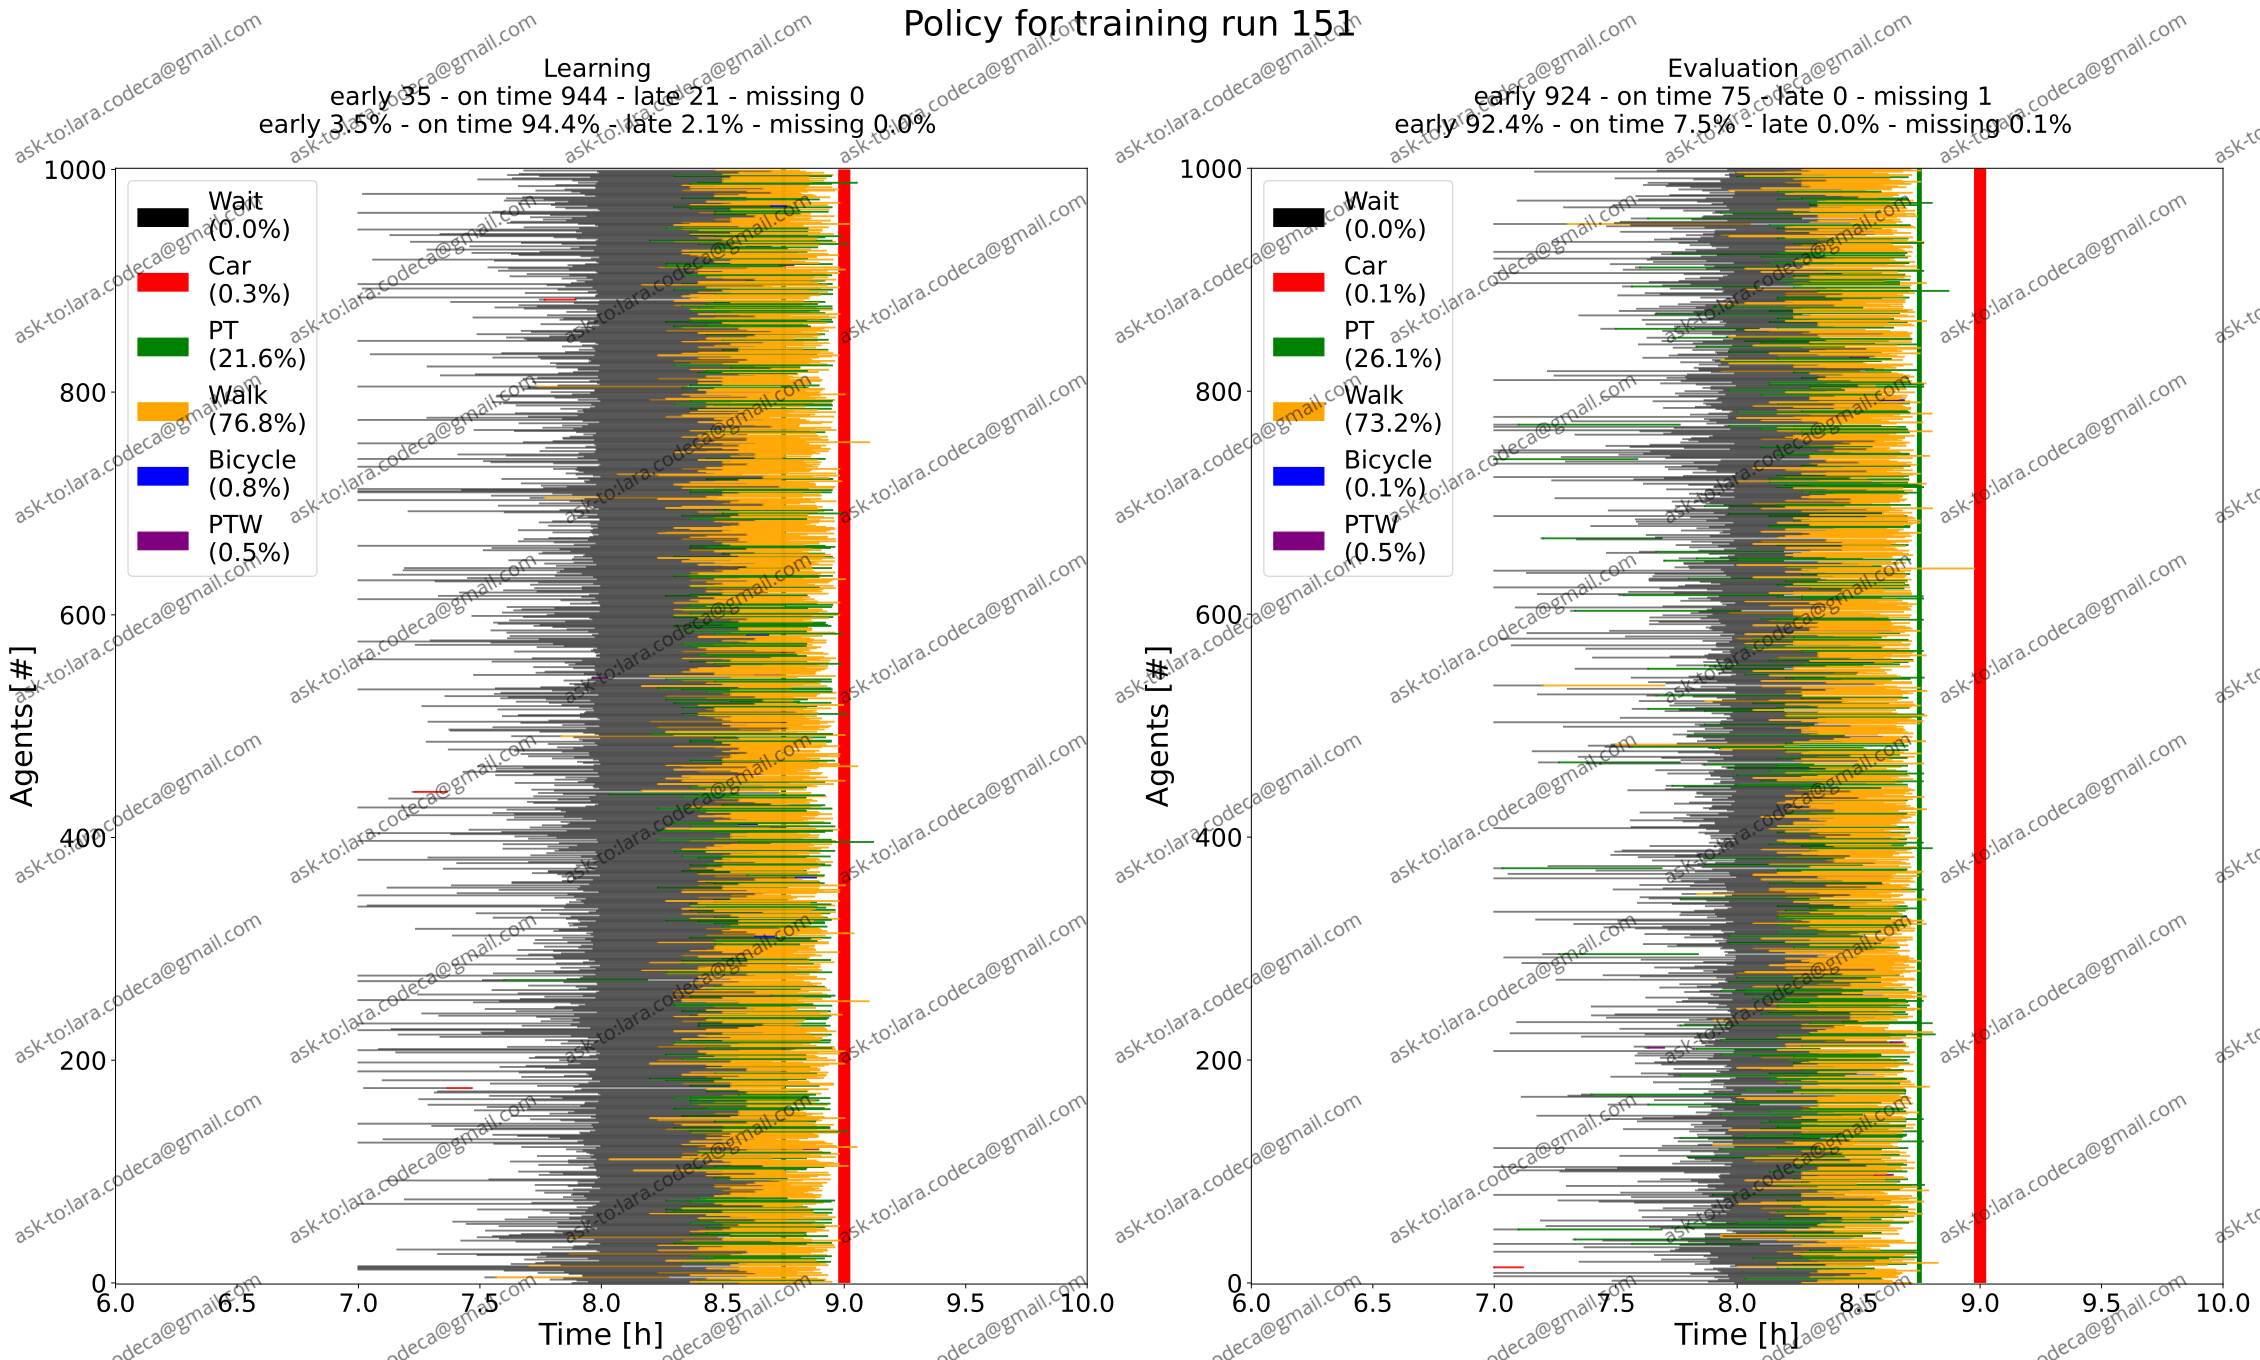 Policy for training run 151
Learning
early 35 - on time 944 - late 21 - missing 0
early 3.5% - on time 94.4% - late 2.1% - missing 0.0%
1000
800
600
400
200
0
Agents [#]
Wait
(0.0%)
Car
(0.3%)
PT
(21.6%)
Walk
(76.8%)
Bicycle
(0.8%)
PTW
(0.5%)
6.0 6.5 7.0 7.5 8.0 8.5 9.0 9.5 10.0
Time [h]
Evaluation
early 924 - on time 75 - late 0 - missing 1
early 92.4% - on time 7.5% - late 0.0% - missing 0.1%
1000
800
600
400
200
0
Agents [#]
Wait
(0.0%)
Car
(0.1%)
PT
(26.1%)
Walk
(73.2%)
Bicycle
(0.1%)
PTW
(0.5%)
6.0 6.5 7.0 7.5 8.0 8.5 9.0 9.5 10.0
Time [h]
ask-to:lara.codeca@gmail.com